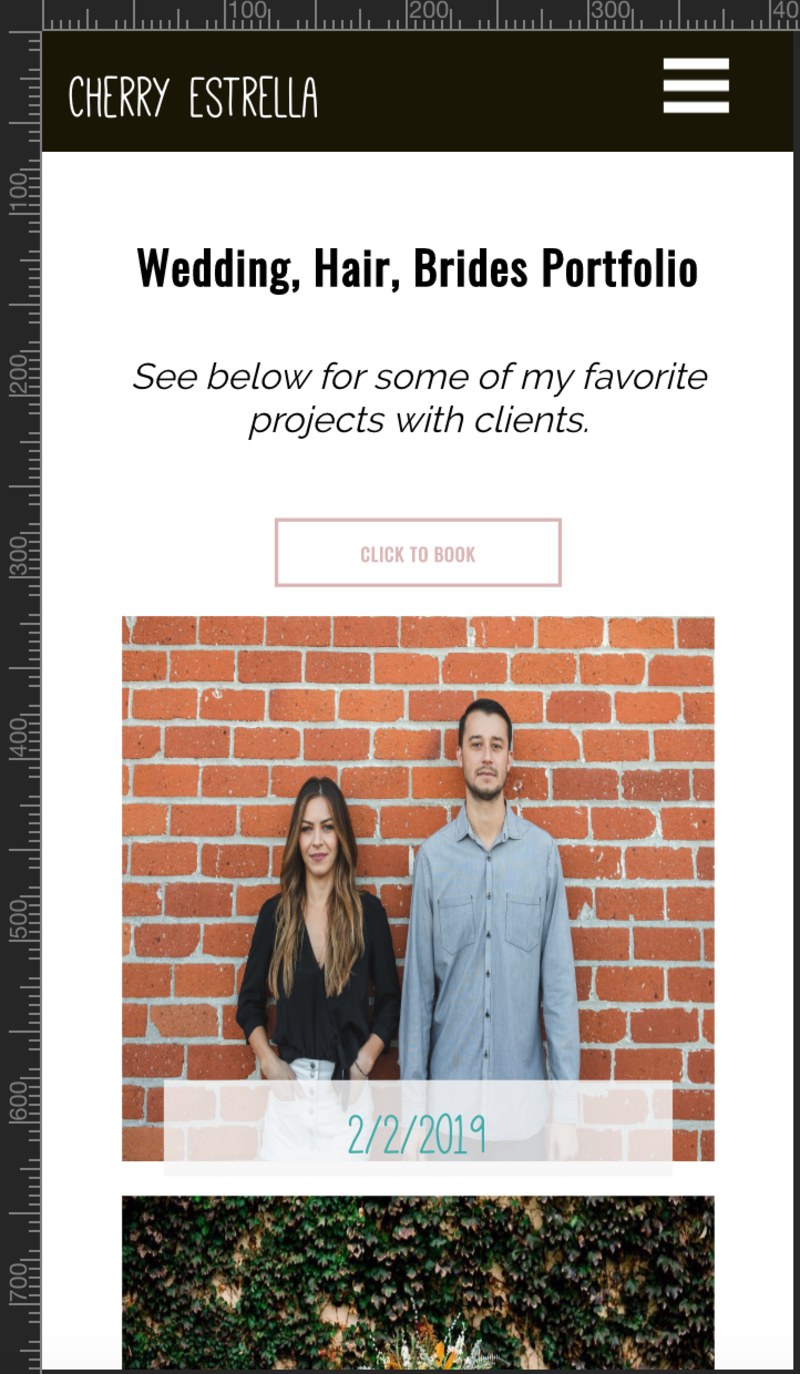 100
200
300
40
CHERRY ESTRELLA
100
Wedding, Hair, Brides Portfolio
200
See below for some of my favorite
projects with clients.
300
CLICK TO BOOK
400
500
600
2/2/2019
700